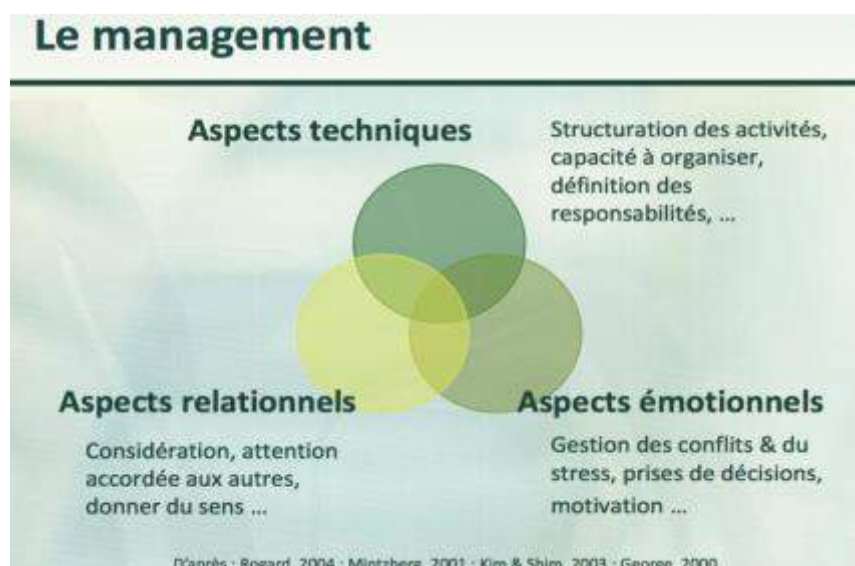 Le management
Aspects techniques
Structuration des activités,
capacité à organiser,
définition des
responsabilités, ...
Aspects relationnels
Considération, attention
accordée aux autres,
donner du sens ...
Aspects émotionnels
Gestion des conflits & du
stress, prises de décisions,
motivation ...
D'après : Rogard, 2004 ; Mintzberg, 2001 ; Kim & Shim, 2003 ; George, 2000